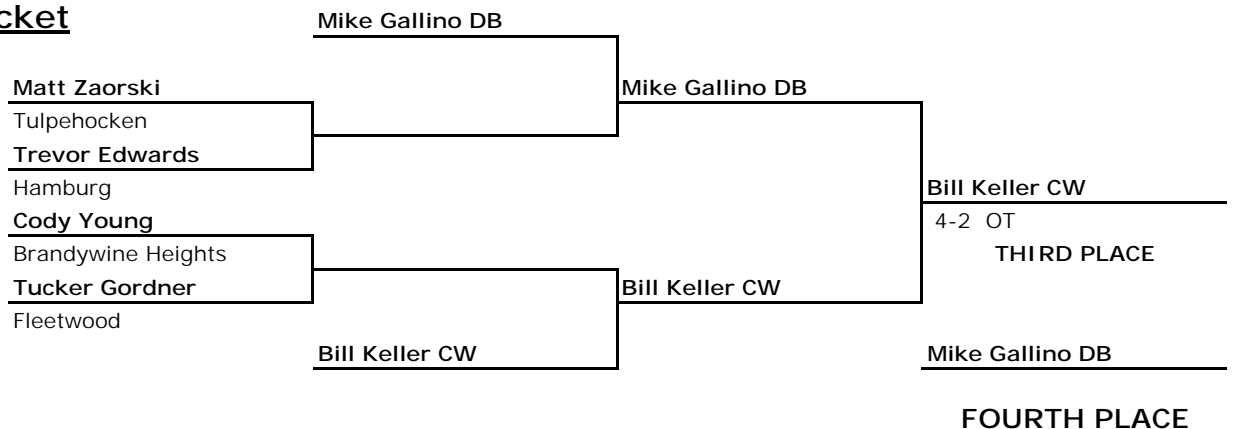 Mike Gallino DB
Matt Zaorski
Mike Gallino DB
Tulpehocken
Trevor Edwards
Hamburg
Bill Keller CW
Cody Young
4-2 OT
Brandywine Heights
THIRD PLACE
Tucker Gordner
Bill Keller CW
Fleetwood
Bill Keller CW
Mike Gallino DB
FOURTH PLACE